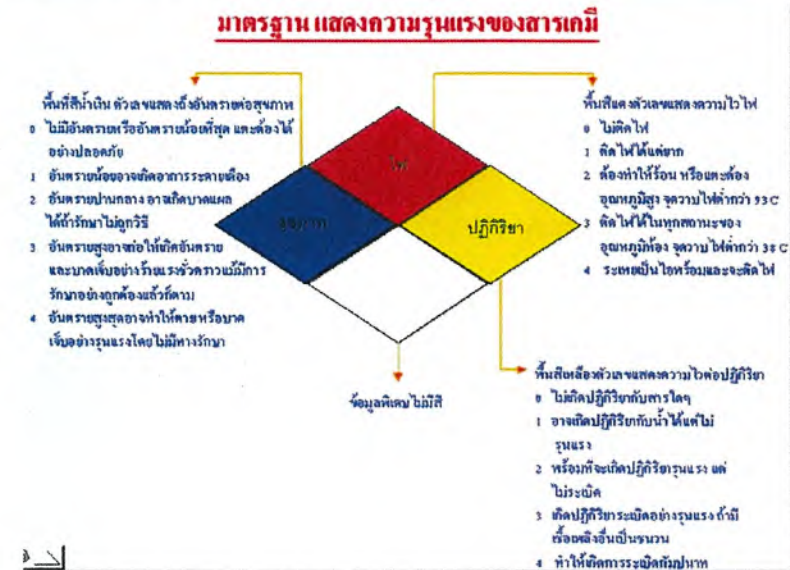 มาตรฐาน แสดงความรุนแรงของสารเคมี
พื้นที่สีน้ำเงิน ตัวเลขแสดงถึงอันตรายต่อสุขภาพ
0 ไม่มีอันตรายหรืออันตรายน้อยที่สุด แตะต้องได้
อย่างปลอดภัย
1 อันตรายน้อยอาจเกิดอาการระคายเคือง
2 อันตรายปานกลาง อาจเกิดบาดแผล
ได้ถ้ารักษาไม่ถูกวิธี
3 อันตรายสูงอาจก่อให้เกิดอันตราย
และบาดเจ็บอย่างร้ายแรงชั่วคราวแม้มีการ
รักษาอย่างถูกต้องแล้วก็ตาม
4 อันตรายสูงสุดอาจทำให้ตายหรือบาด
เจ็บอย่างรุนแรงโดยไม่มีทางรักษา
ไฟ
สุขภาพ
ปฏิกิริยา
พื้นสีแดงตัวเลขแสดงความไวไฟ
0 ไม่ติดไฟ
1 ติดไฟได้แต่ยาก
2 ต้องทำให้ร้อน หรือแตะต้อง
อุณหภูมิสูง จุดวาบไฟต่ำกว่า 93 C
3 ติดไฟได้ในทุกสถานะของ
อุณหภูมิห้อง จุดวาบไฟต่ำกว่า 38 C
4 ระเหยเป็นไอพร้อมและจะติดไฟ
ข้อมูลพิเศษ ไม่มีสี
พื้นสีเหลืองตัวเลขแสดงความไวต่อปฏิกิริยา
0 ไม่เกิดปฏิกิริยากับสารใดๆ
1 อาจเกิดปฏิกิริยากับน้ำได้แต่ไม่
รุนแรง
2 พร้อมที่จะเกิดปฏิกิริยารุนแรง แต่
ไม่ระเบิด
3 เกิดปฏิกิริยาระเบิดอย่างรุนแรง ถ้ามี
เชื้อเพลิงอื่นเป็นชนวน
4 ทำให้เกิดการระเบิดกัมปนาท